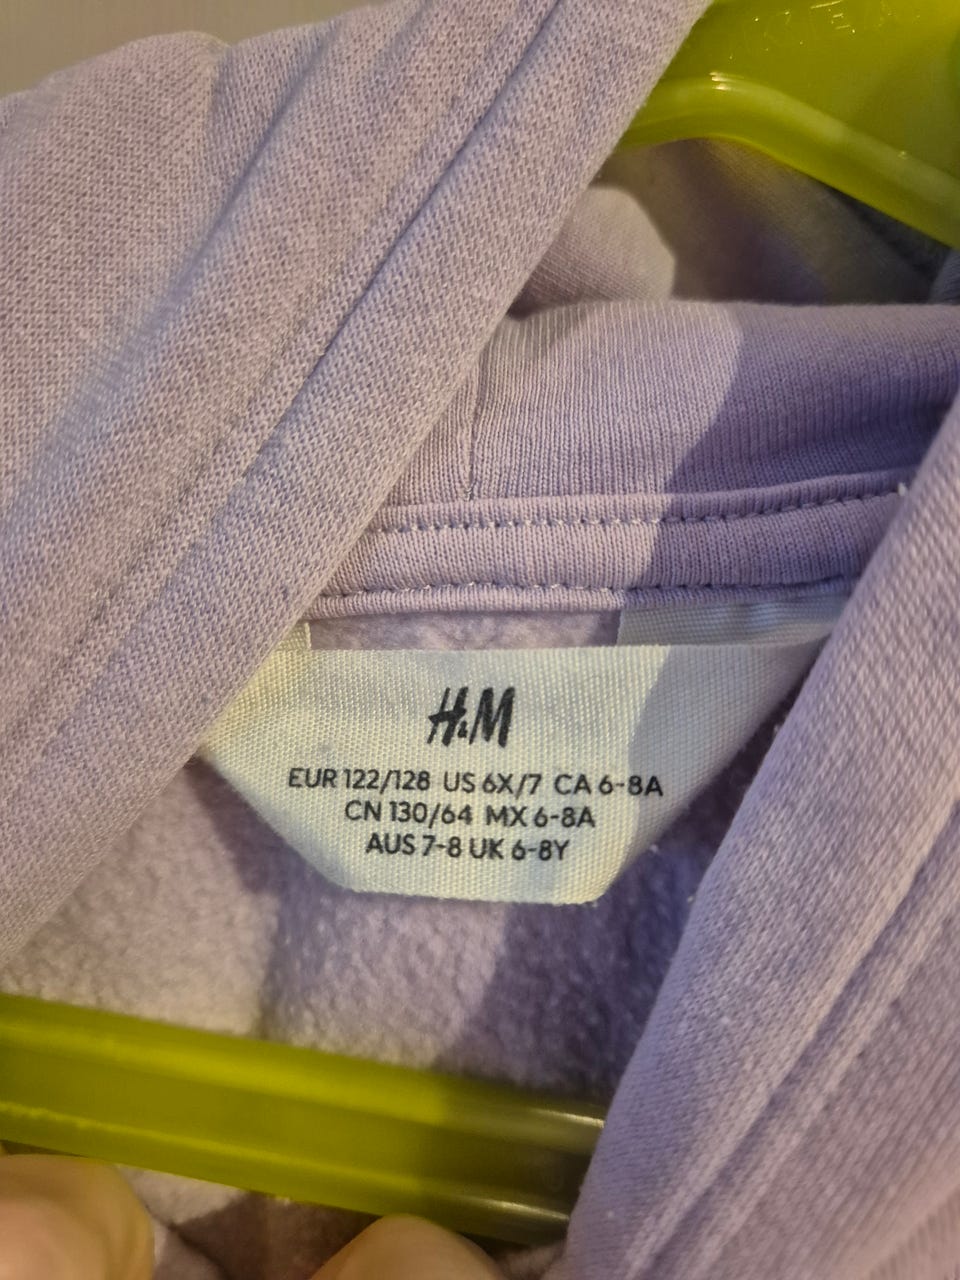 H&M
EUR 122/128 US 6X/7 CA 6-8A
CN 130/64 MX 6-8A
AUS 7-8 UK 6-8Y